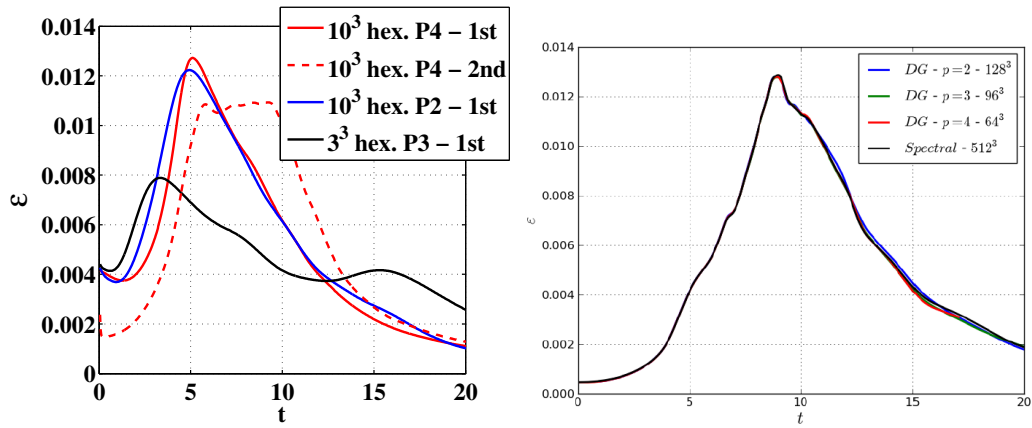 0.014
0.012
0.01
0.008
0.006
0.004
0.002
0
ε
0 5 10 15 20
t
10³ hex. P4 – 1st
10³ hex. P4 – 2nd
10³ hex. P2 – 1st
3³ hex. P3 – 1st
0.014
0.012
0.010
0.008
0.006
0.004
0.002
0.000
ε
0 5 10 15 20
t
DG - p=2 - 128³
DG - p=3 - 96³
DG - p=4 - 64³
Spectral - 512³